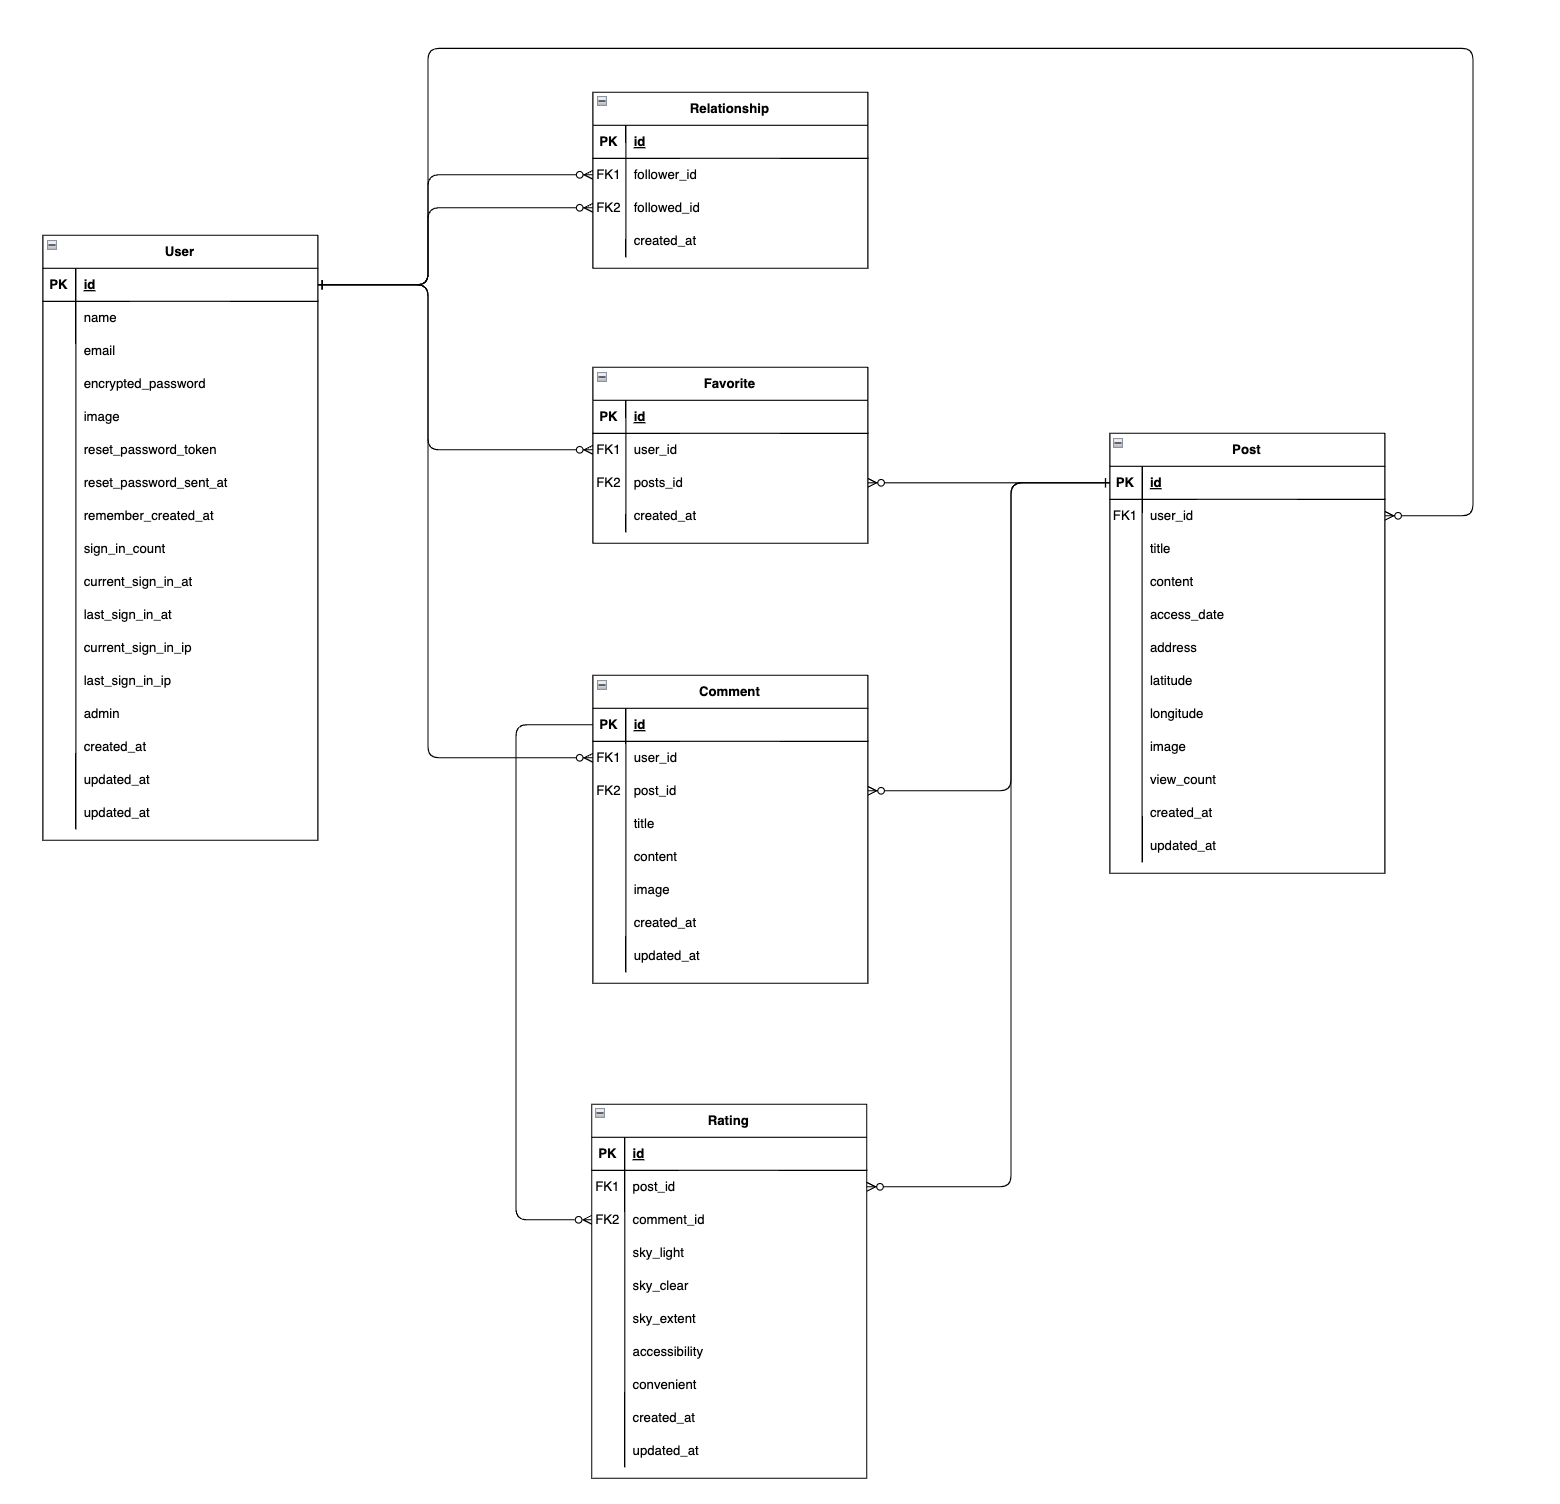 Relationship
PK id
FK1 follower_id
FK2 followed_id
created_at
User
PK id
name
email
encrypted_password
image
reset_password_token
reset_password_sent_at
remember_created_at
sign_in_count
current_sign_in_at
last_sign_in_at
current_sign_in_ip
last_sign_in_ip
admin
created_at
updated_at
updated_at
Favorite
PK id
FK1 user_id
FK2 posts_id
created_at
Post
PK id
FK1 user_id
title
content
access_date
address
latitude
longitude
image
view_count
created_at
updated_at
Comment
PK id
FK1 user_id
FK2 post_id
title
content
image
created_at
updated_at
Rating
PK id
FK1 post_id
FK2 comment_id
sky_light
sky_clear
sky_extent
accessibility
convenient
created_at
updated_at